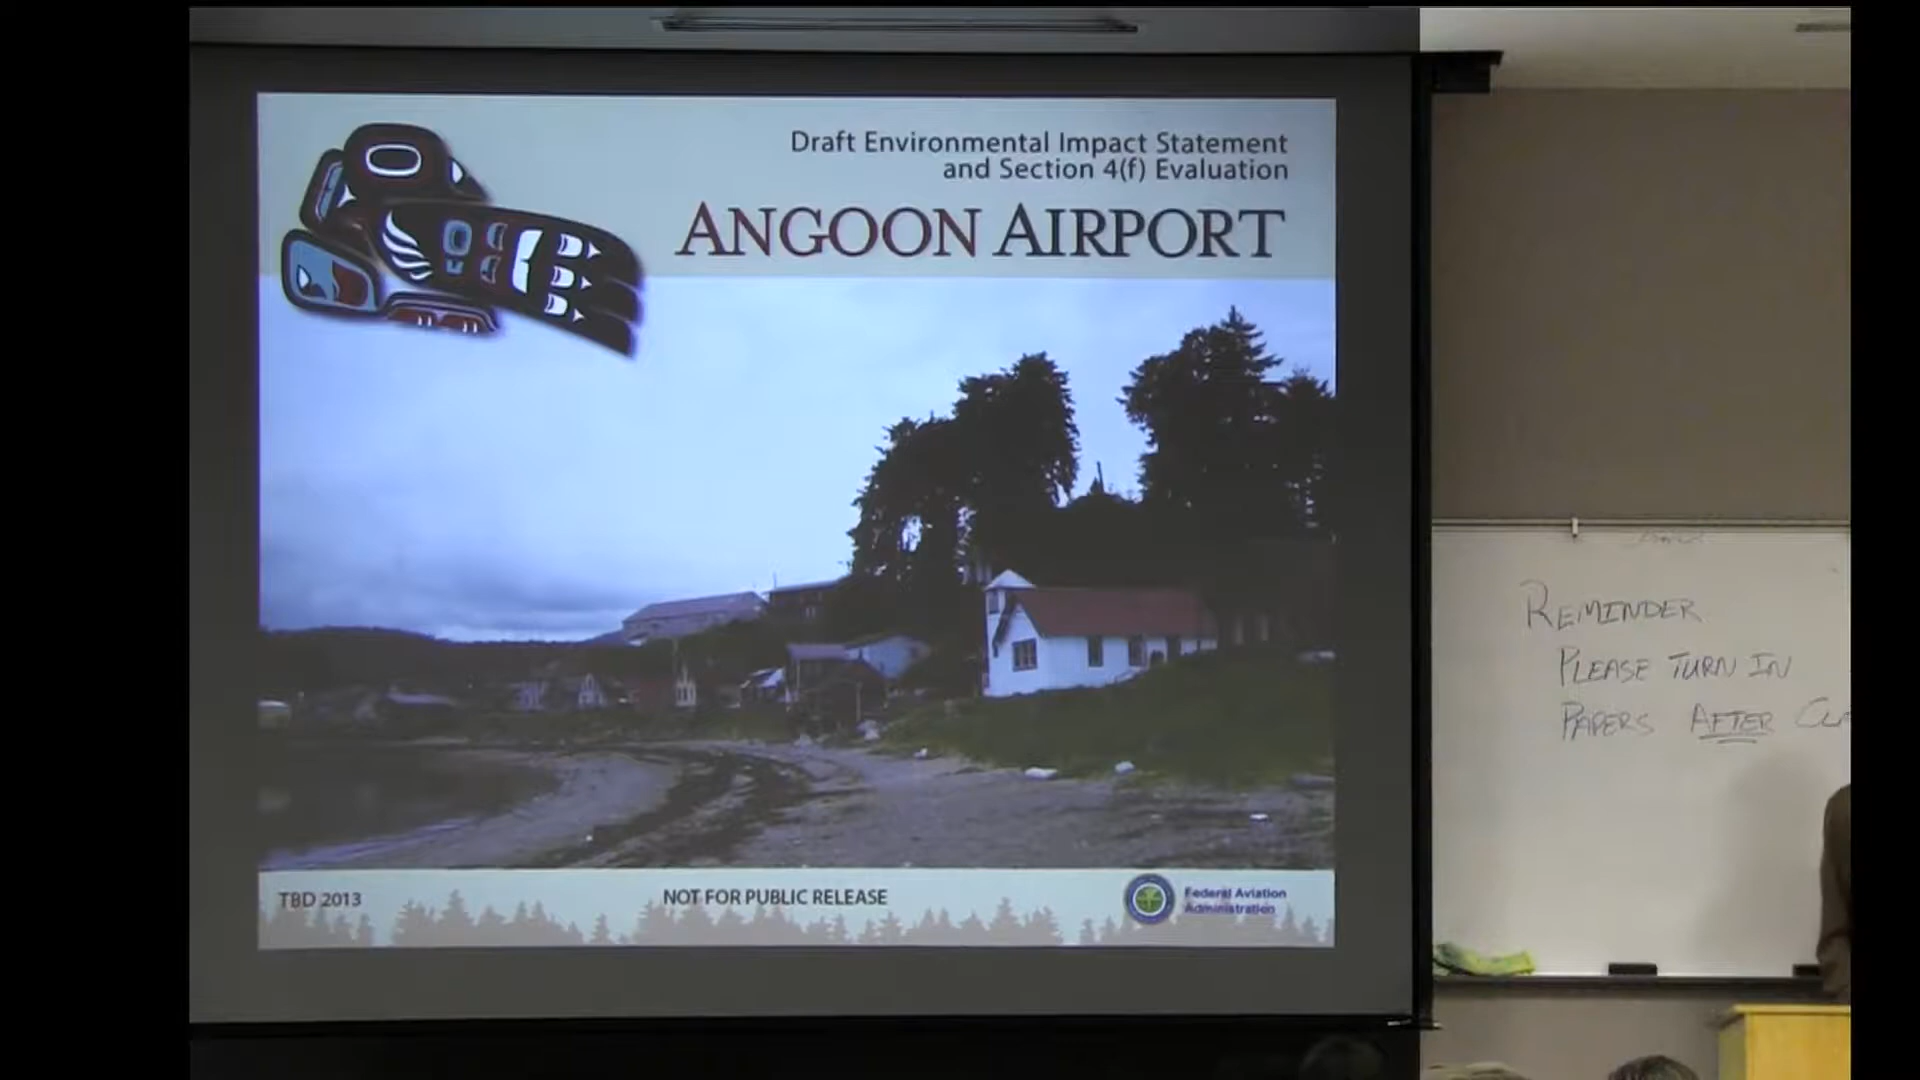 Draft Environmental Impact Statement
and Section 4(f) Evaluation
ANGOON AIRPORT
TBD 2013
NOT FOR PUBLIC RELEASE
Federal Aviation
Administration
REMINDER
PLEASE TURN IN
PAPERS AFTER